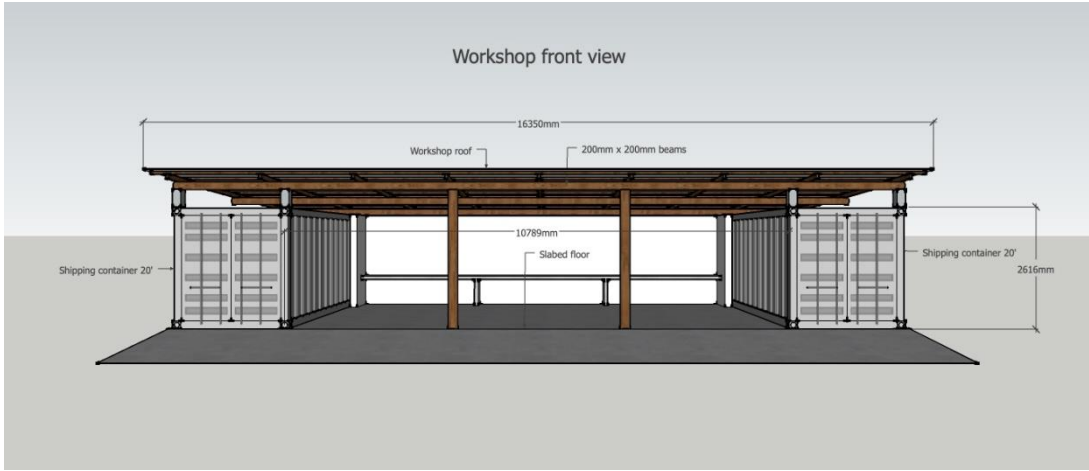 Workshop front view
16350mm
Workshop roof
200mm x 200mm beams
10789mm
Slabed floor
Shipping container 20'
Shipping container 20'
2616mm